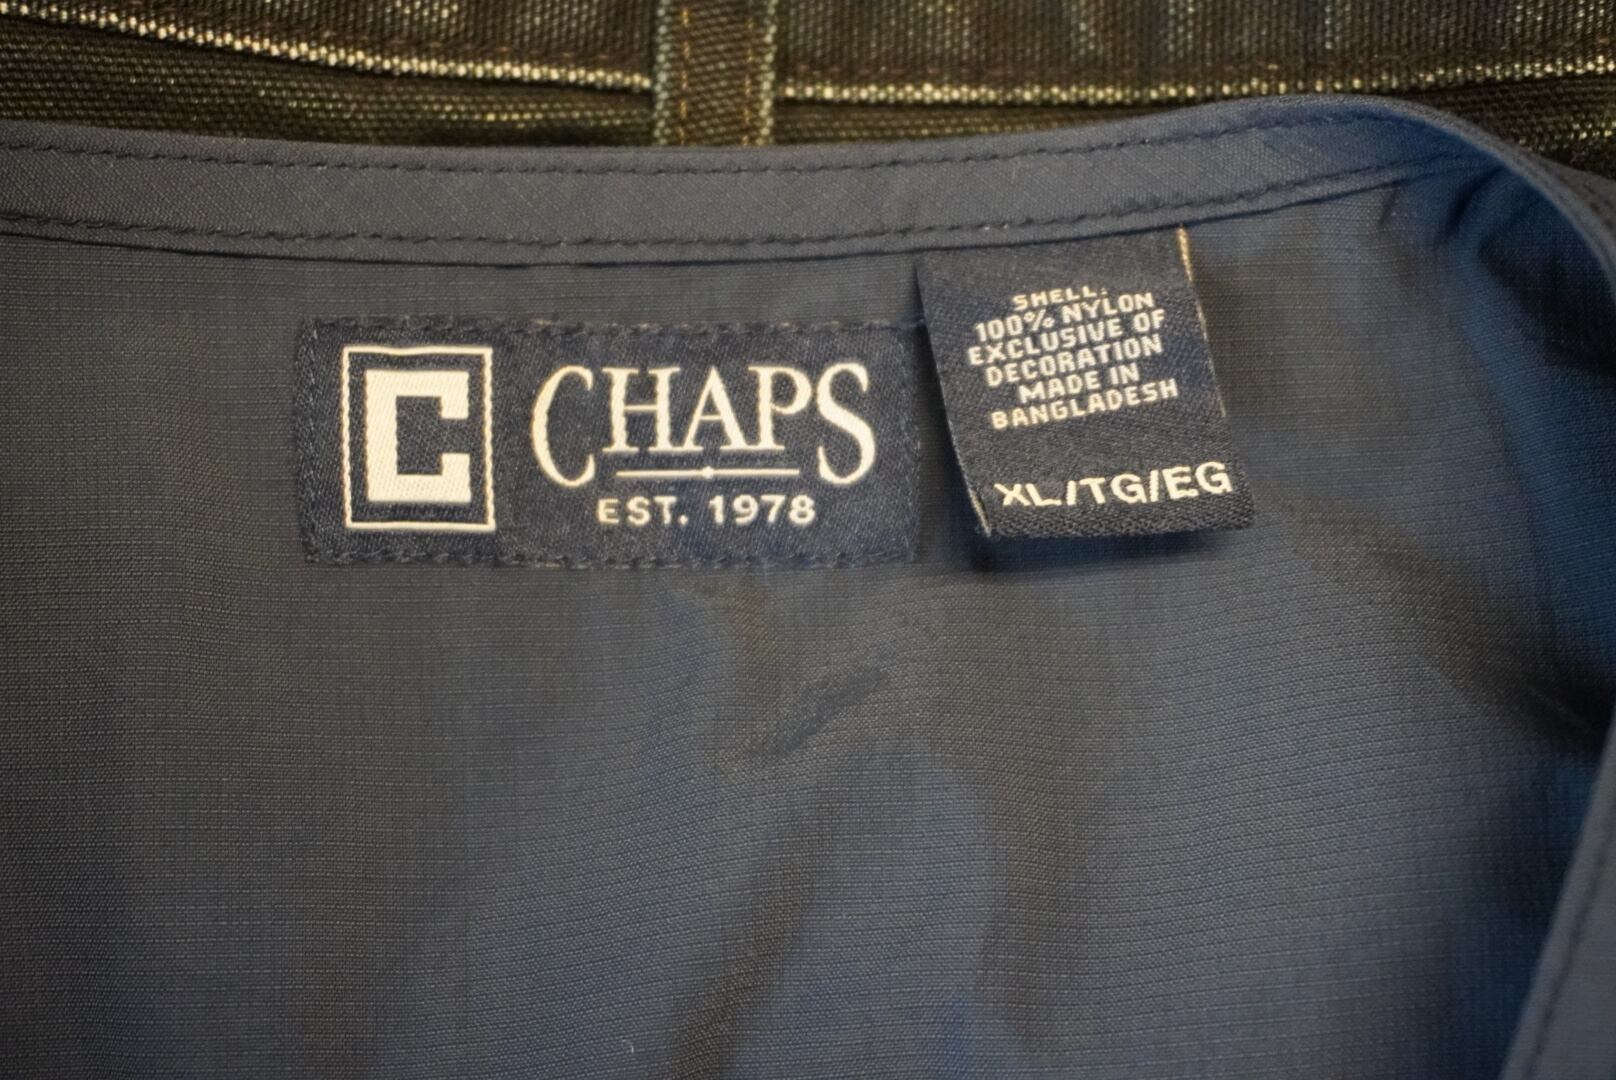 C
CHAPS
EST. 1978
SHELL:
100% NYLON
EXCLUSIVE OF
DECORATION
MADE IN
BANGLADESH
XL/TG/EG